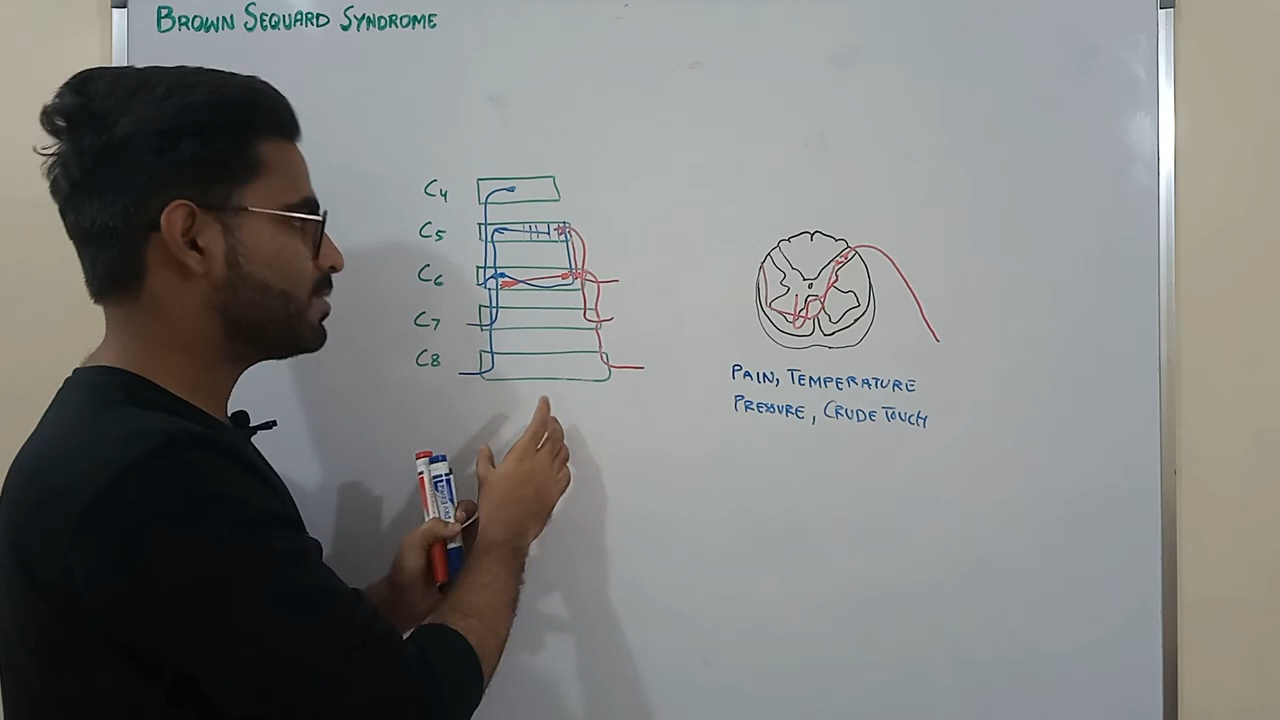 BROWN SEQUARD SYNDROME
C4
C5
C6
C7
C8
PAIN, TEMPERATURE
PRESSURE, CRUDE TOUCH